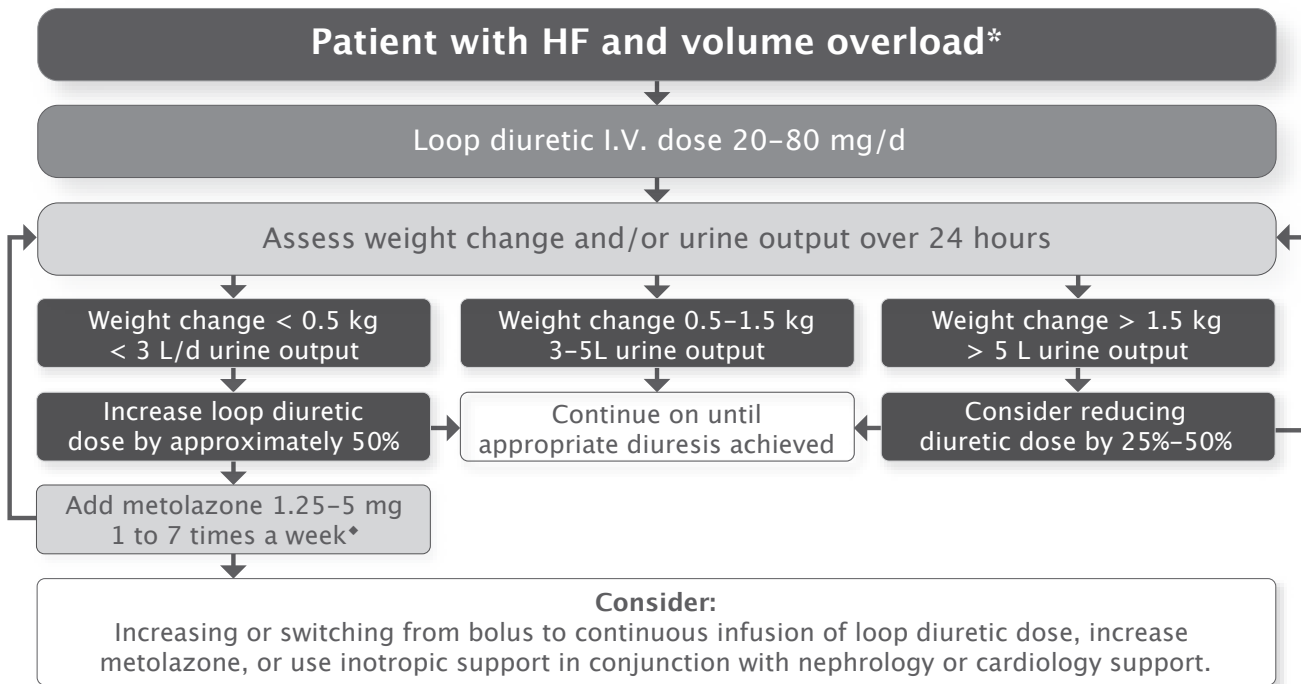 Patient with HF and volume overload*
Loop diuretic I.V. dose 20–80 mg/d
Assess weight change and/or urine output over 24 hours
Weight change < 0.5 kg
< 3 L/d urine output
Weight change 0.5–1.5 kg
3–5L urine output
Weight change > 1.5 kg
> 5 L urine output
Increase loop diuretic
dose by approximately 50%
Continue on until
appropriate diuresis achieved
Consider reducing
diuretic dose by 25%–50%
Add metolazone 1.25–5 mg
1 to 7 times a week◆
Consider:
Increasing or switching from bolus to continuous infusion of loop diuretic dose, increase
metolazone, or use inotropic support in conjunction with nephrology or cardiology support.